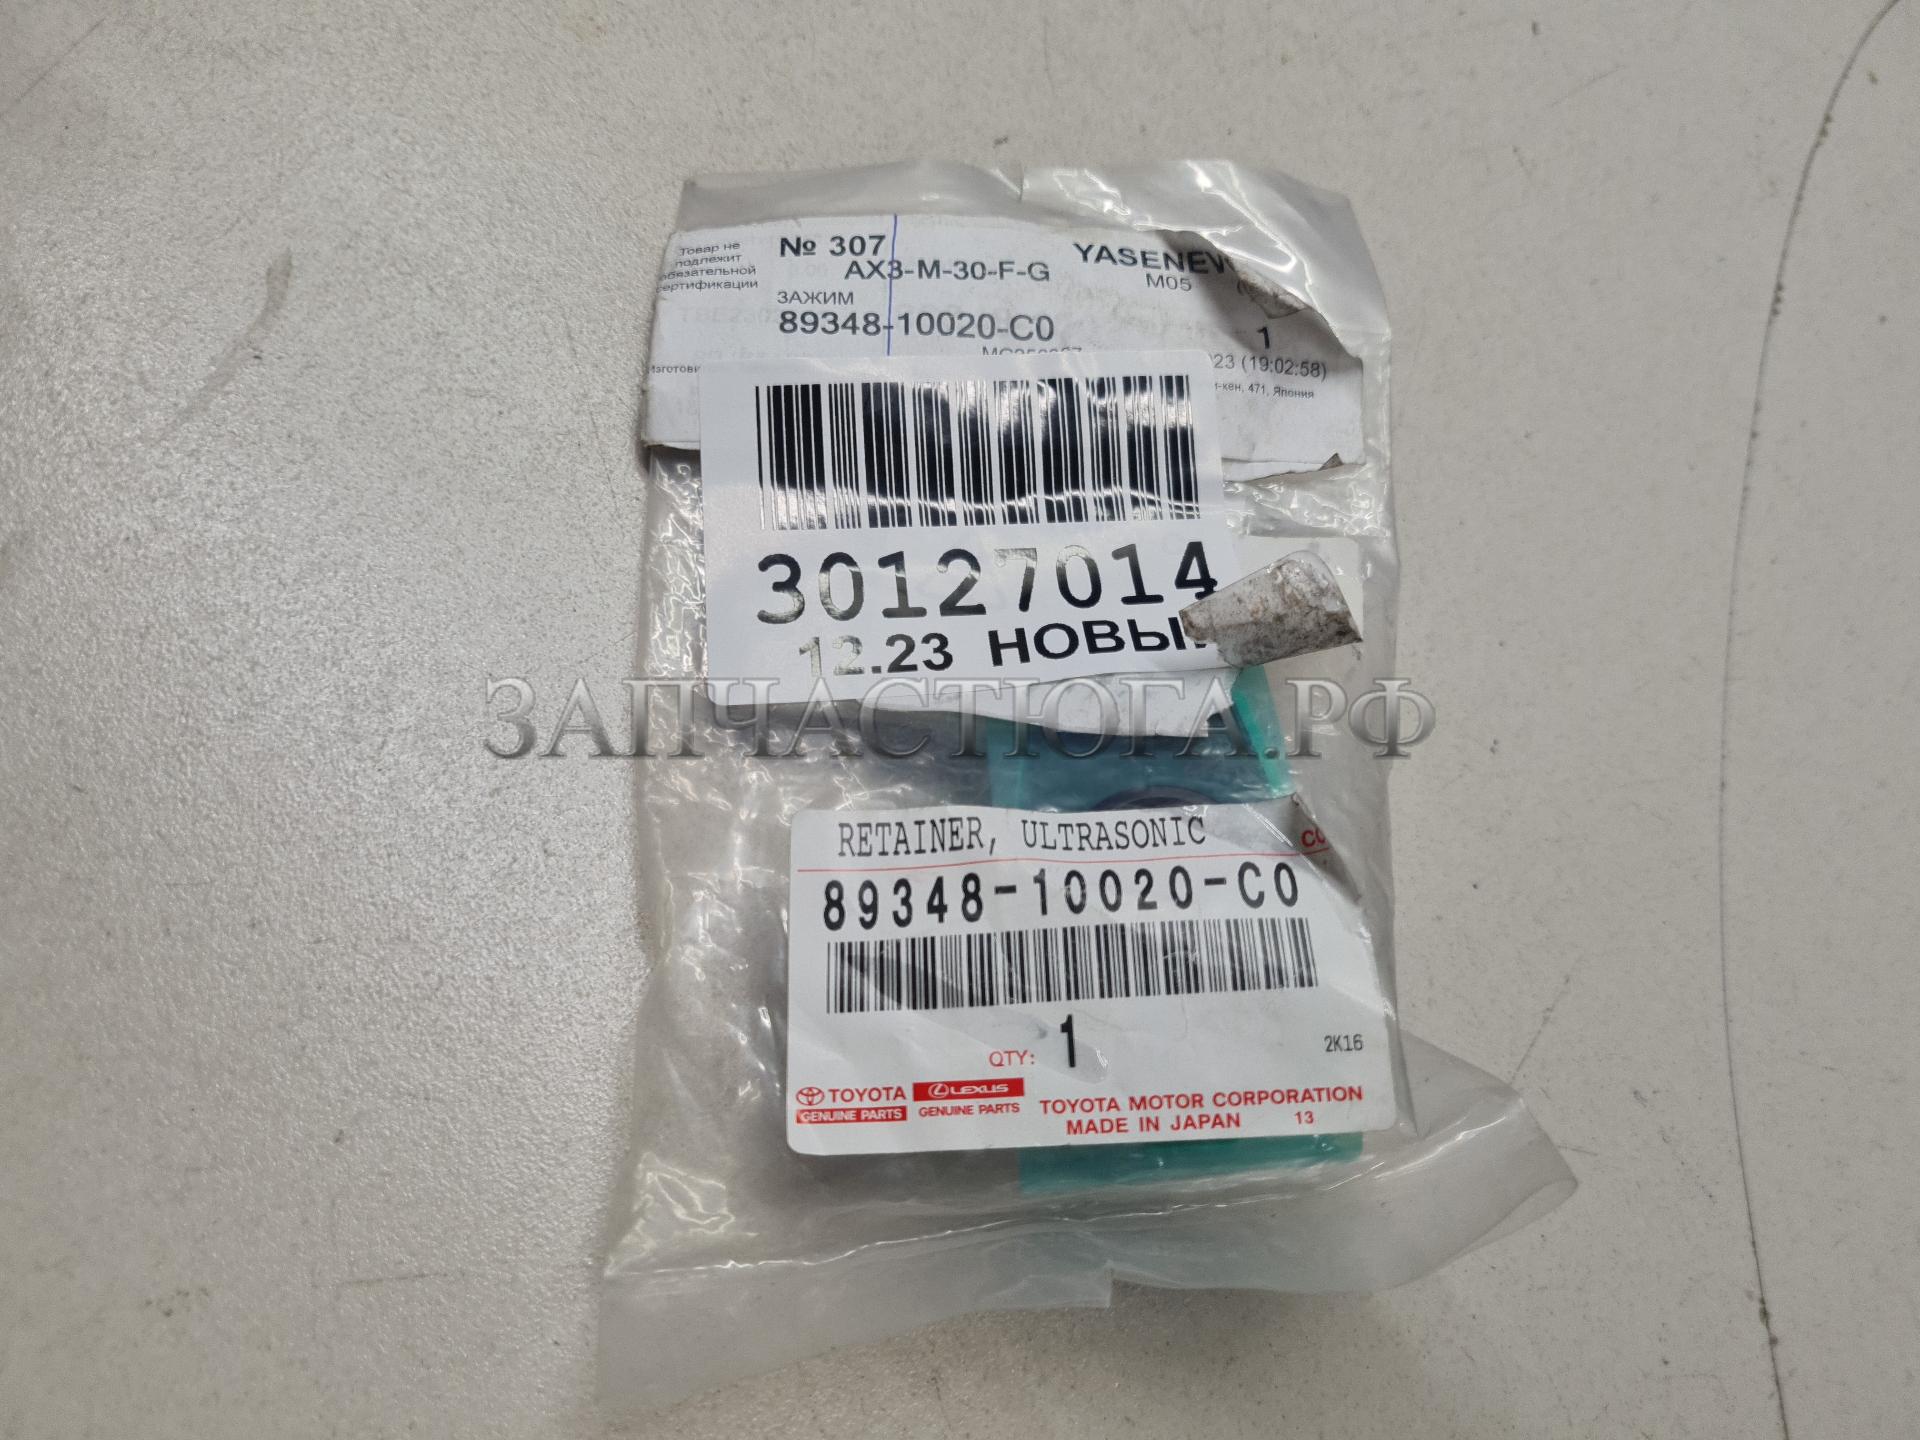 Товар не
подлежит
обязательной
сертификации
№ 307
AX3-M-30-F-G
YASENEV
M05
ЗАЖИМ
89348-10020-C0
1
23 (19:02:58)
471, Япония
30127014
12.23 НОВЫ
ЗАПЧАСТЮГА.РФ
RETAINER, ULTRASONIC
89348-10020-C0
QTY: 1
2K16
TOYOTA
GENUINE PARTS
LEXUS
GENUINE PARTS
TOYOTA MOTOR CORPORATION
MADE IN JAPAN 13